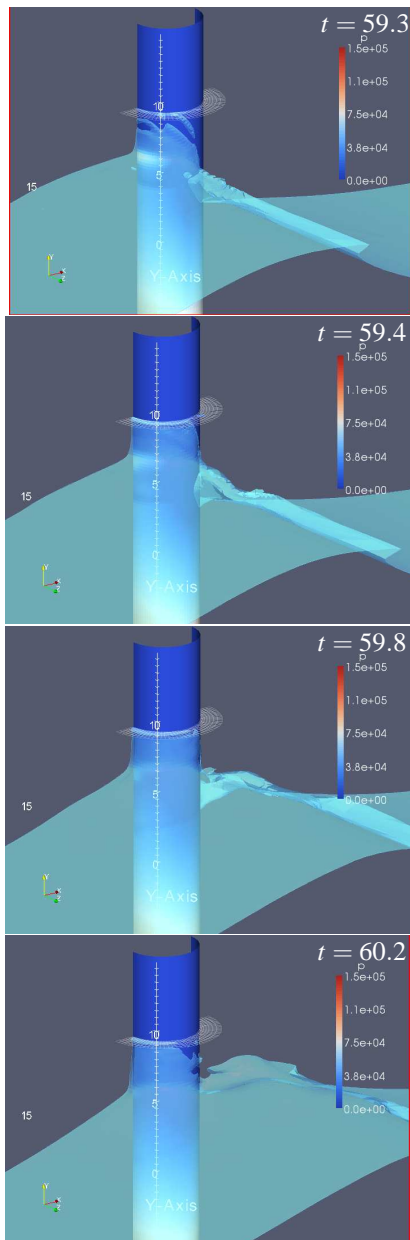 t = 59.3
p
1.5e+05
1.1e+05
7.5e+04
3.8e+04
0.0e+00
10
5
0
15
Y-Axis
Y
X
Z
t = 59.4
p
1.5e+05
1.1e+05
7.5e+04
3.8e+04
0.0e+00
10
5
0
15
Y-Axis
Y
X
Z
t = 59.8
p
1.5e+05
1.1e+05
7.5e+04
3.8e+04
0.0e+00
10
5
0
15
Y-Axis
Y
X
Z
t = 60.2
p
1.5e+05
1.1e+05
7.5e+04
3.8e+04
0.0e+00
10
5
0
15
Y-Axis
Y
X
Z